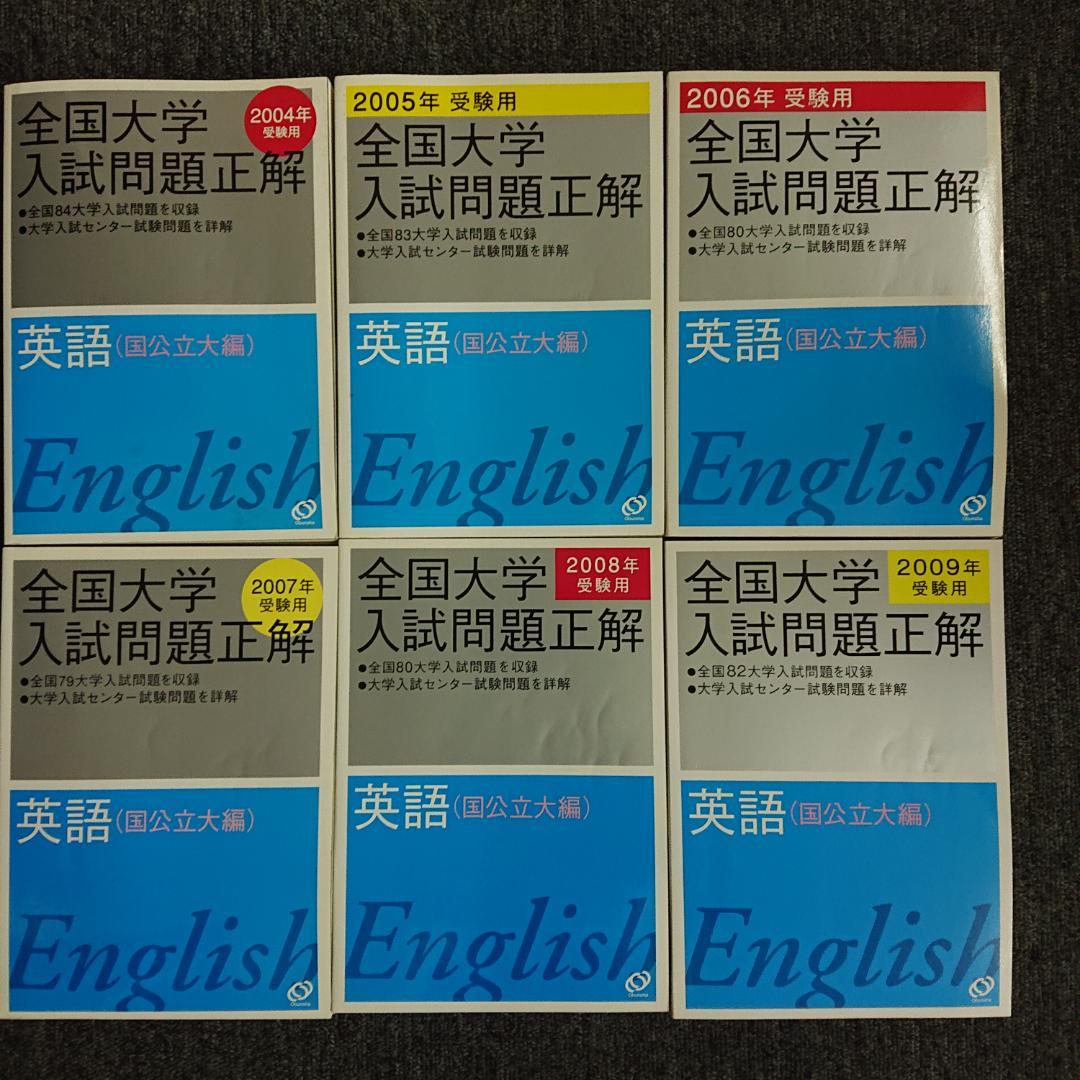 2004年
受験用
全国大学
入試問題正解
●全国84大学入試問題を収録
●大学入試センター試験問題を詳解
英語(国公立大編)
English
Obunsha
2005年 受験用
全国大学
入試問題正解
●全国83大学入試問題を収録
●大学入試センター試験問題を詳解
英語(国公立大編)
English
Obunsha
2006年 受験用
全国大学
入試問題正解
●全国80大学入試問題を収録
●大学入試センター試験問題を詳解
英語(国公立大編)
English
Obunsha
2007年
受験用
全国大学
入試問題正解
●全国79大学入試問題を収録
●大学入試センター試験問題を詳解
英語(国公立大編)
English
Obunsha
2008年
受験用
全国大学
入試問題正解
●全国80大学入試問題を収録
●大学入試センター試験問題を詳解
英語(国公立大編)
English
Obunsha
2009年
受験用
全国大学
入試問題正解
●全国82大学入試問題を収録
●大学入試センター試験問題を詳解
英語(国公立大編)
English
Obunsha